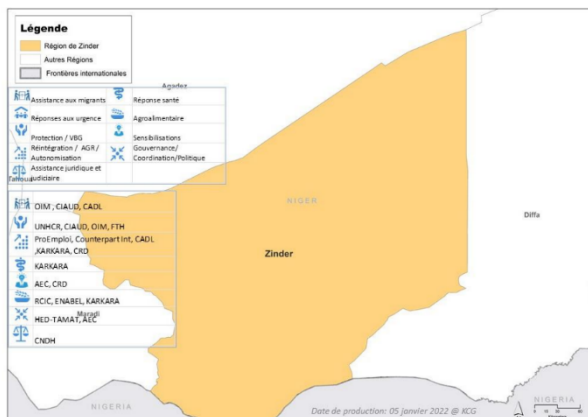 Légende
Région de Zinder
Autres Régions
Frontières internationales
Agadez
Assistance aux migrants
Réponse santé
Réponses aux urgence
Agroalimentaire
Protection / VBG
Sensibilisations
Réintégration / AGR /
Autonomisation
Gouvernance/
Coordination/Politique
Assistance juridique et
judiciaire
Tahoua
OIM , CIAUD, CADL
UNHCR, CIAUD, OIM, FTH
ProEmploi, Counterpart Int, CADL
,KARKARA, CRD
KARKARA
AEC, CRD
RCIC, ENABEL, KARKARA
Maradi
HED-TAMAT, AEC
CNDH
NIGER
Diffa
Zinder
NIGERIA
NIGERIA
Date de production: 05 janvier 2022 @ KCG